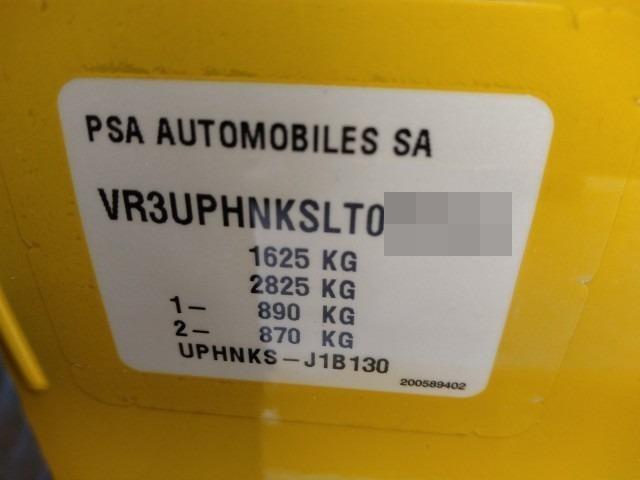 PSA AUTOMOBILES SA
VR3UPHNKSLT0
1625 KG
2825 KG
1- 890 KG
2- 870 KG
UPHNKS-J1B130
200589402